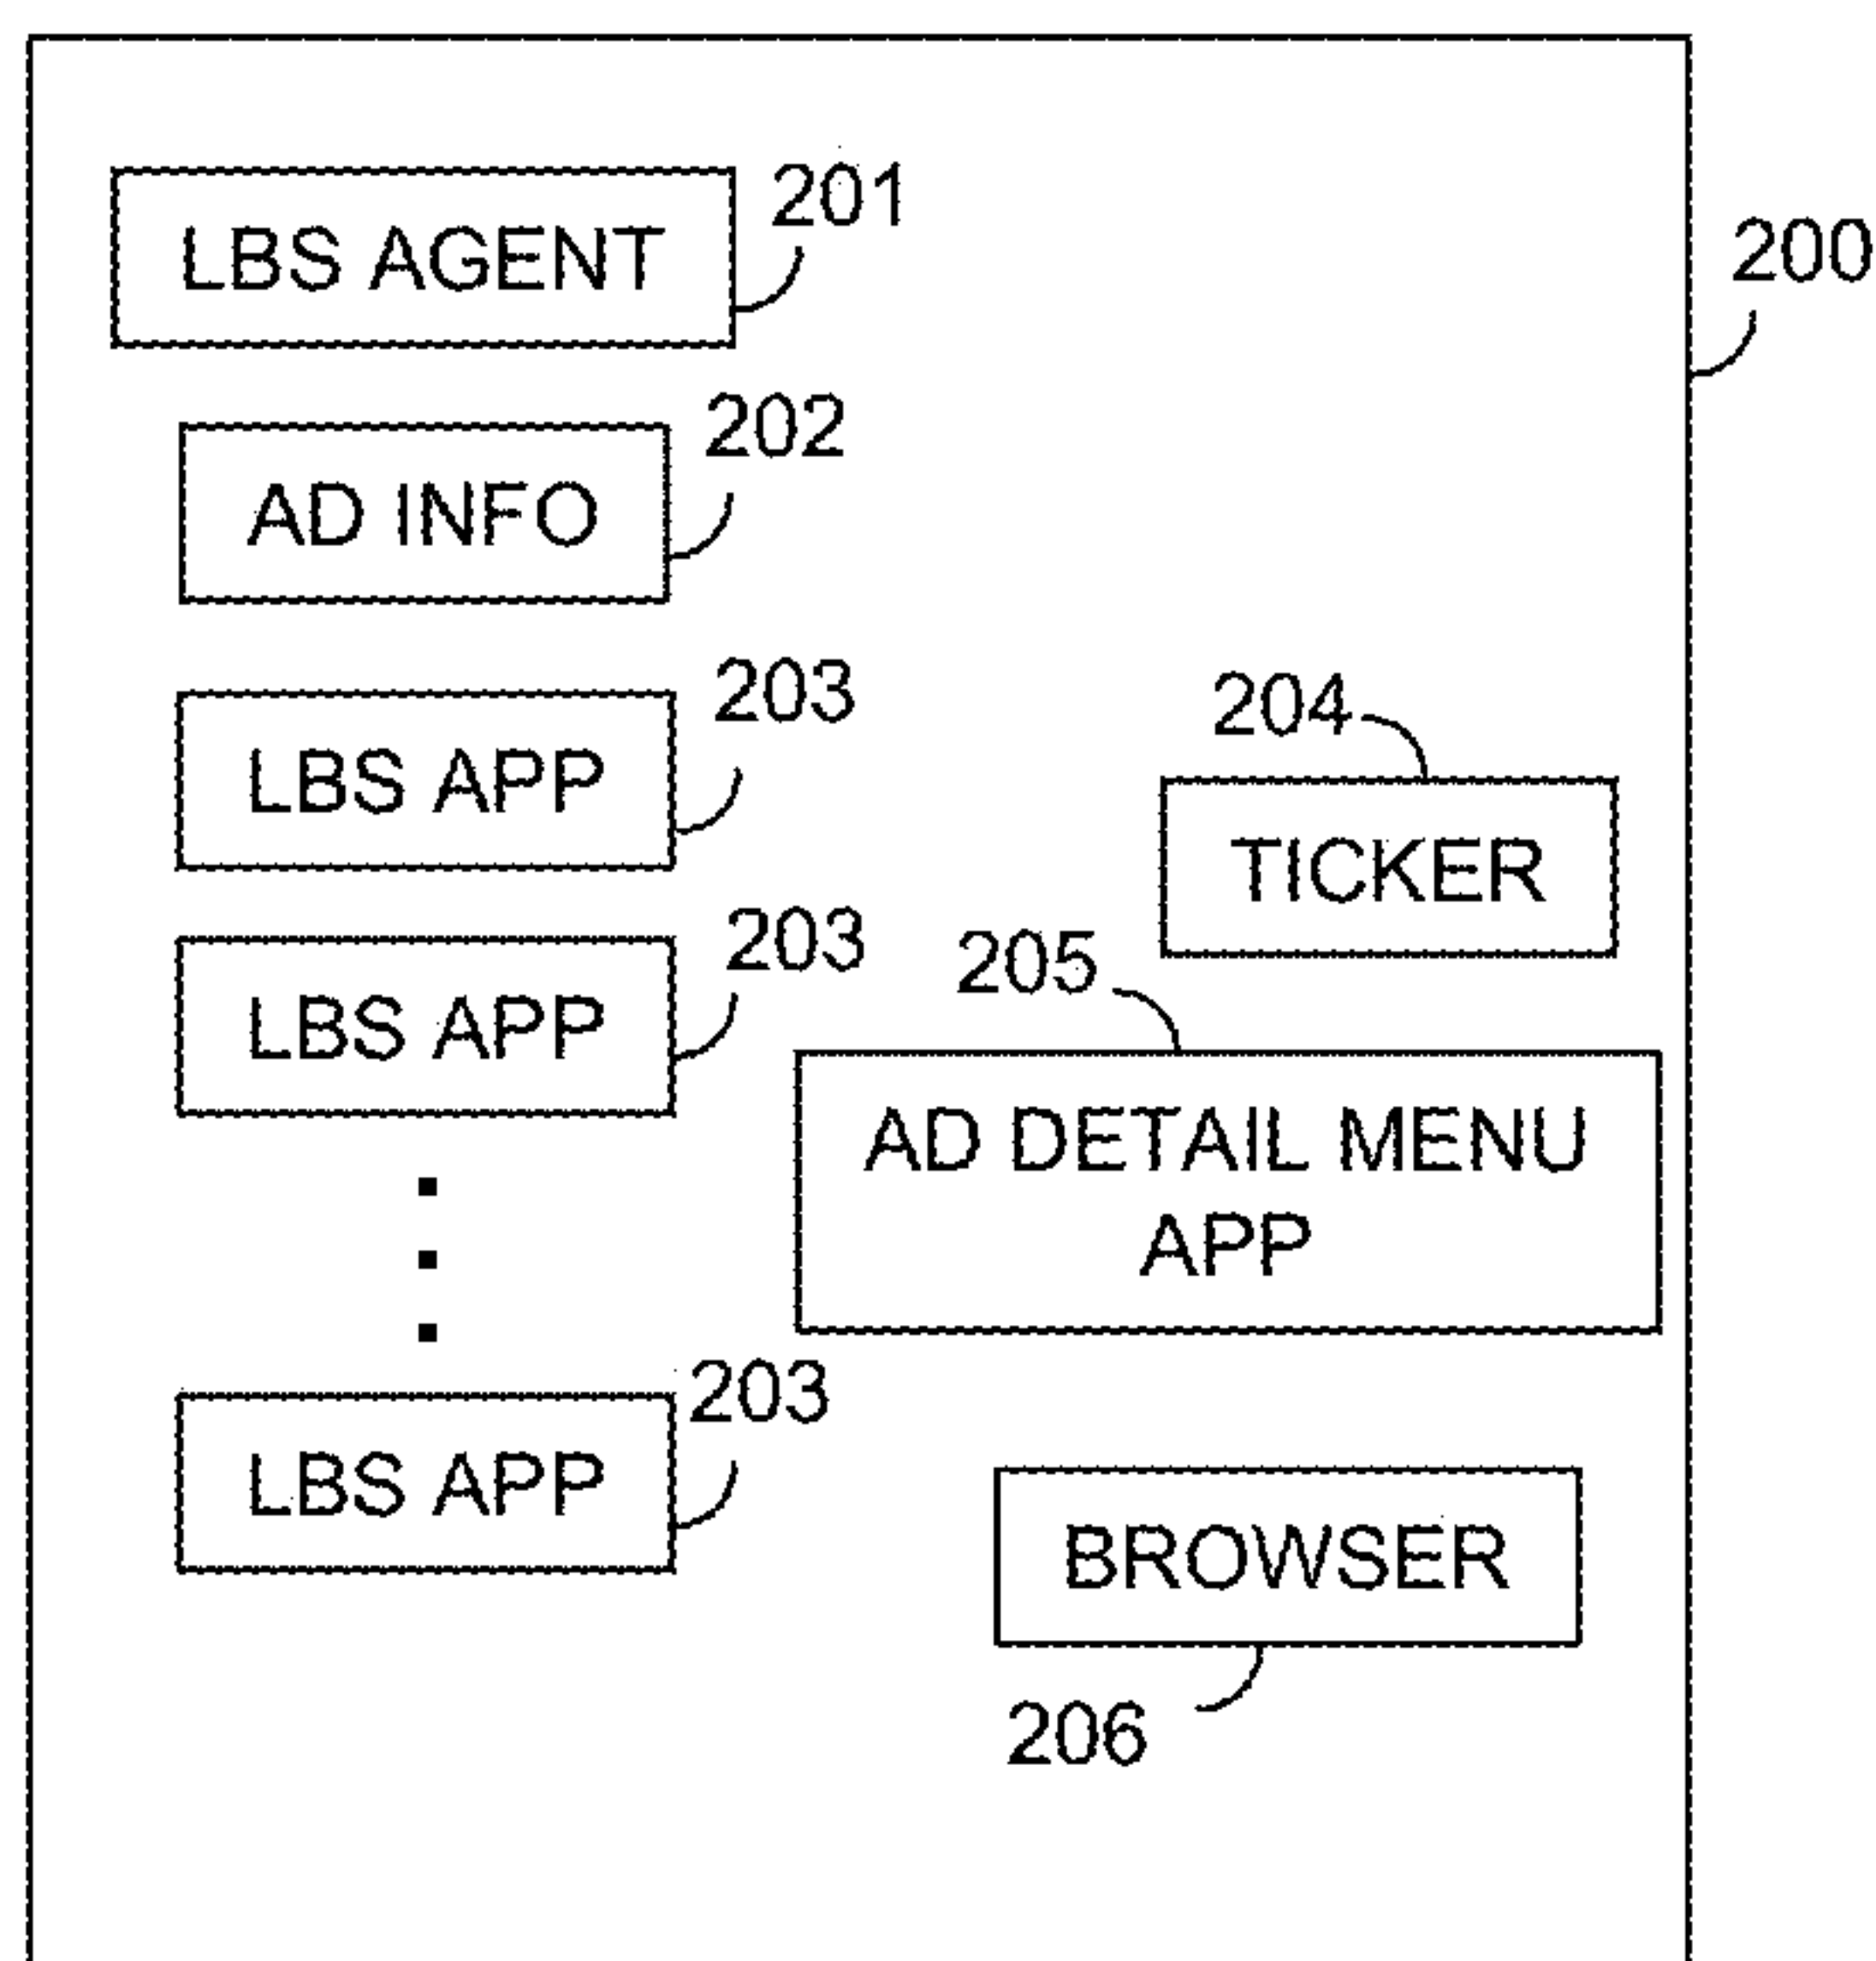 201
LBS AGENT
200
202
AD INFO
203
LBS APP
204
TICKER
203
LBS APP
205
AD DETAIL MENU
APP
203
LBS APP
BROWSER
206